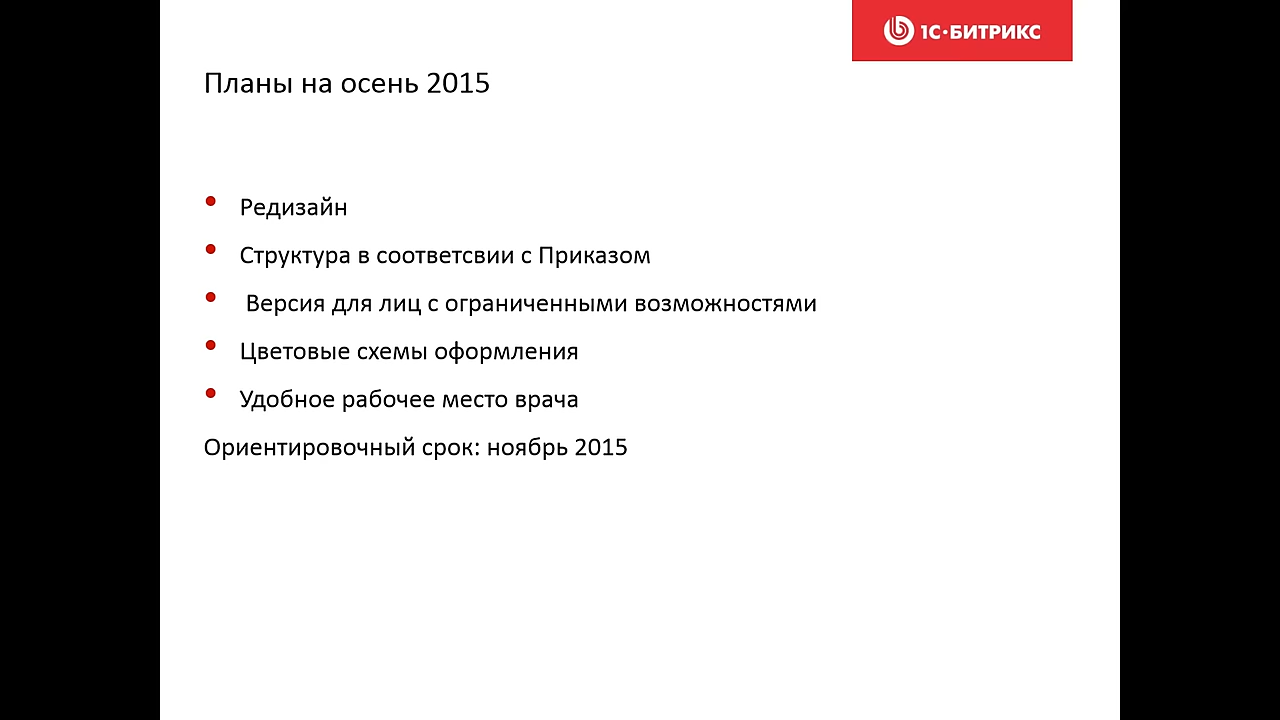 1С·БИТРИКС
Планы на осень 2015
• Редизайн
• Структура в соответсвии с Приказом
• Версия для лиц с ограниченными возможностями
• Цветовые схемы оформления
• Удобное рабочее место врача
Ориентировочный срок: ноябрь 2015